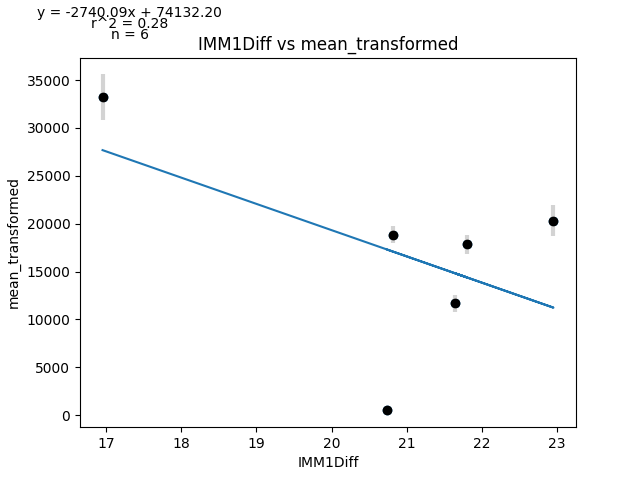 y = -2740.09x + 74132.20
r^2 = 0.28
n = 6
IMM1Diff vs mean_transformed
35000
30000
25000
20000
15000
10000
5000
0
mean_transformed
17 18 19 20 21 22 23
IMM1Diff